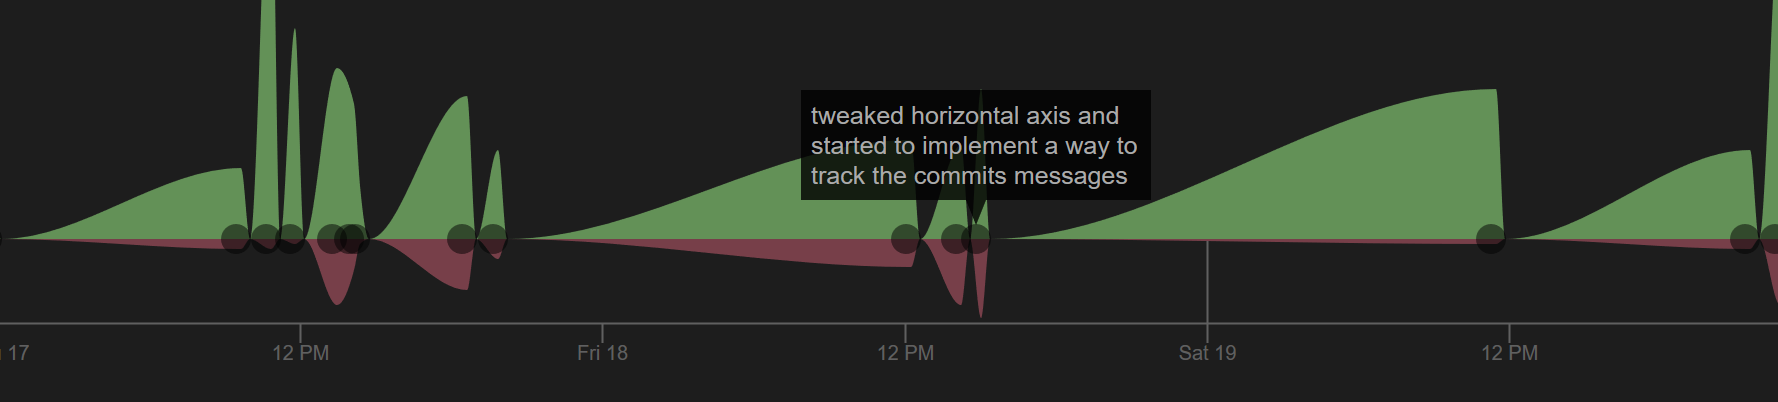 tweaked horizontal axis and
started to implement a way to
track the commits messages
17
12 PM
Fri 18
12 PM
Sat 19
12 PM